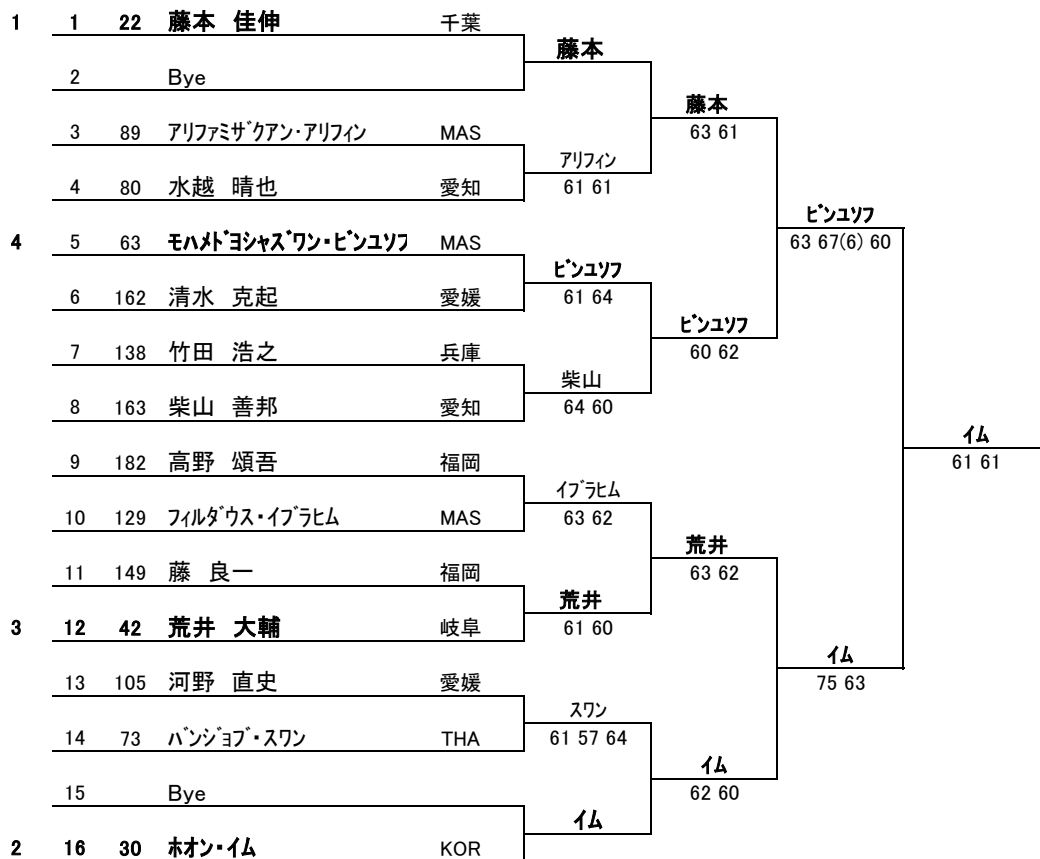 1 1 22 藤本 佳伸 千葉
藤本
2 Bye
藤本
63 61
3 89 アリファミザクアン・アリフィン MAS
アリフィン
61 61
4 80 水越 晴也 愛知
ビンユソフ
63 67(6) 60
4 5 63 モハメドヨシャズワン・ビンユソフ MAS
ビンユソフ
61 64
6 162 清水 克起 愛媛
ビンユソフ
60 62
7 138 竹田 浩之 兵庫
柴山
64 60
8 163 柴山 善邦 愛知
イム
61 61
9 182 高野 頌吾 福岡
イブラヒム
63 62
10 129 フィルダウス・イブラヒム MAS
荒井
63 62
11 149 藤 良一 福岡
荒井
61 60
3 12 42 荒井 大輔 岐阜
イム
75 63
13 105 河野 直史 愛媛
スワン
61 57 64
14 73 バンジョブ・スワン THA
イム
62 60
15 Bye
イム
2 16 30 ホオン・イム KOR